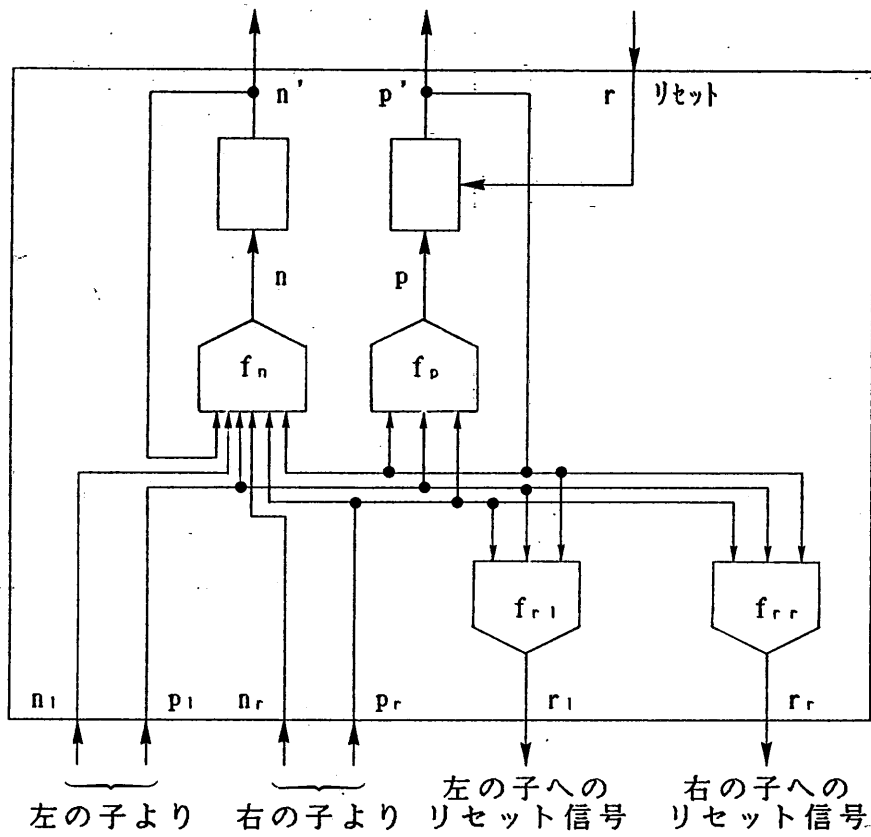 n' p' r リセット
n p
fn fp
frl frr
nl pl nr pr rl rr
左の子より 右の子より 左の子への 右の子への
リセット信号 リセット信号